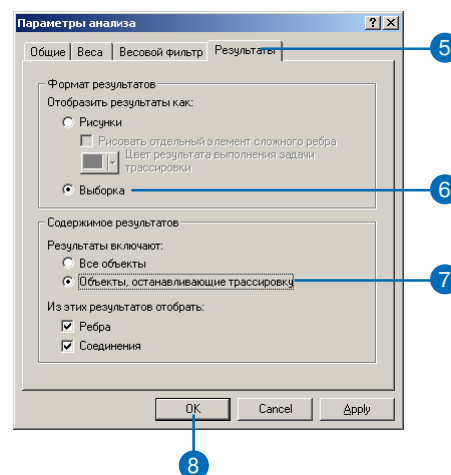 Параметры анализа
Общие Веса Весовой фильтр Результаты
5
Формат результатов
Отобразить результаты как:
Рисунки
Рисовать отдельный элемент сложного ребра
Цвет результата выполнения задачи
трассировки
Выборка
6
Содержимое результатов
Результаты включают:
Все объекты
Объекты, останавливающие трассировку
7
Из этих результатов отобрать:
Ребра
Соединения
OK Cancel Apply
8